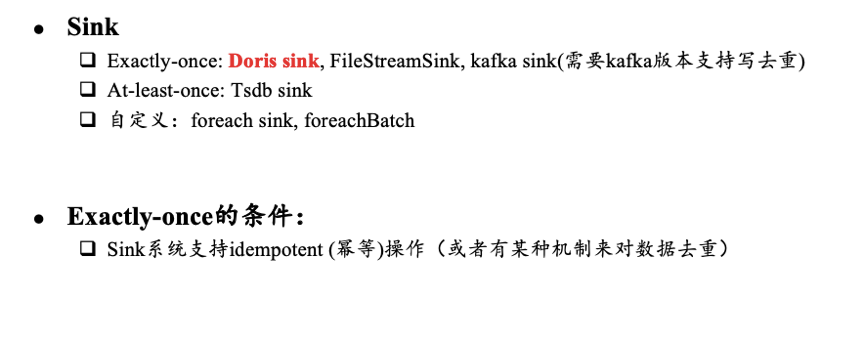 Sink
Exactly-once: Doris sink, FileStreamSink, kafka sink(需要kafka版本支持写去重)
At-least-once: Tsdb sink
自定义：foreach sink, foreachBatch
Exactly-once的条件：
Sink系统支持idempotent (幂等)操作（或者有某种机制来对数据去重）